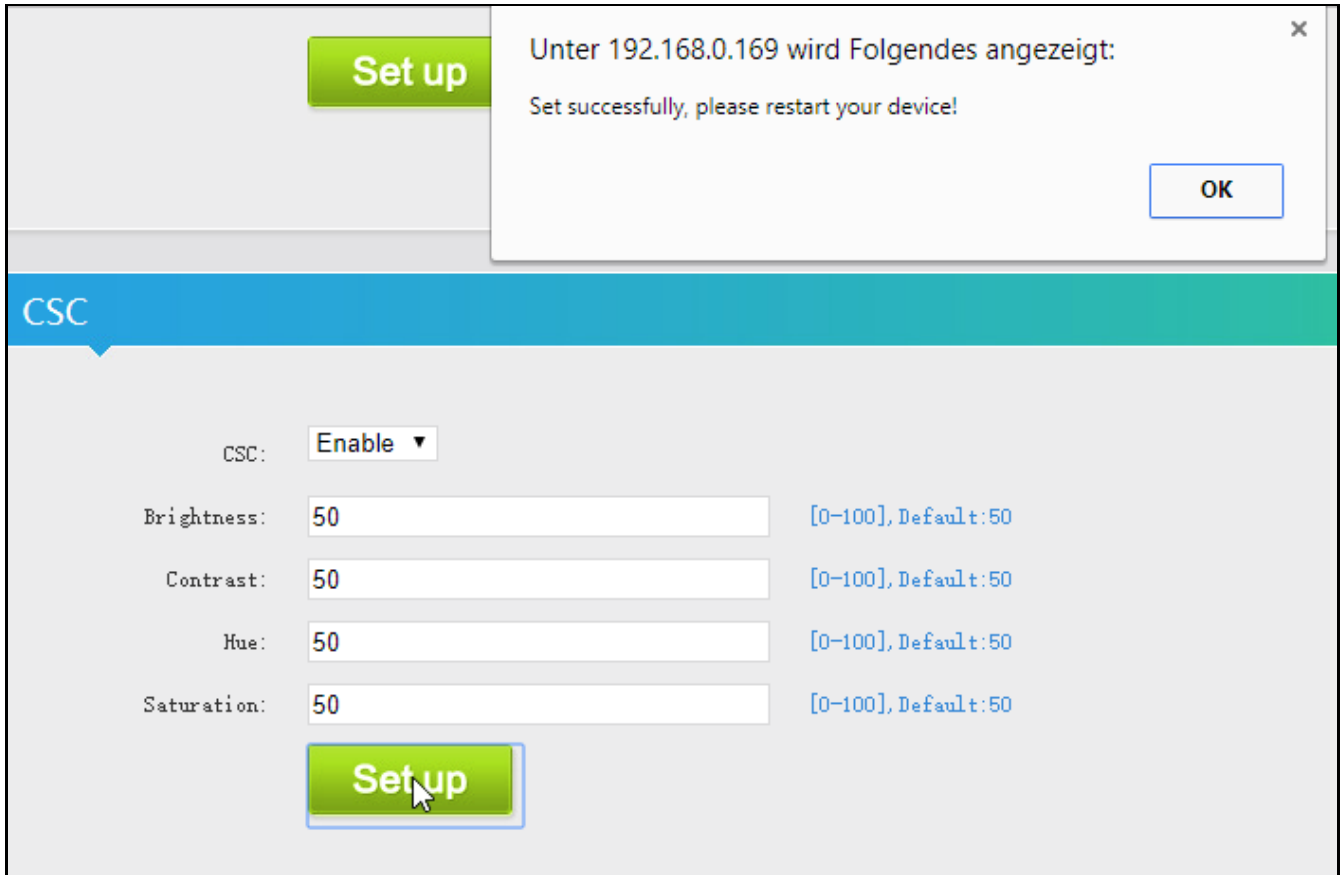 Set up
Unter 192.168.0.169 wird Folgendes angezeigt:
Set successfully, please restart your device!
OK
CSC
CSC: Enable
Brightness: 50 [0-100],Default:50
Contrast: 50 [0-100],Default:50
Hue: 50 [0-100],Default:50
Saturation: 50 [0-100],Default:50
Set up